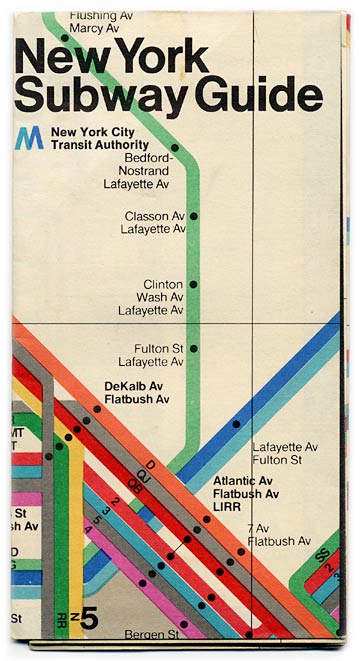 Flushing Av
Marcy Av
New York
Subway Guide
M New York City
Transit Authority
Bedford-
Nostrand
Lafayette Av
Classon Av
Lafayette Av
Clinton
Wash Av
Lafayette Av
Fulton St
Lafayette Av
DeKalb Av
Flatbush Av
MT
T
Lafayette Av
Fulton St
D
QJ
QB
Atlantic Av
Flatbush Av
LIRR
2
3
5
4
St
sh Av
7 Av
Flatbush Av
D
G
SS
2
3
St
RR
N
5
Bergen St